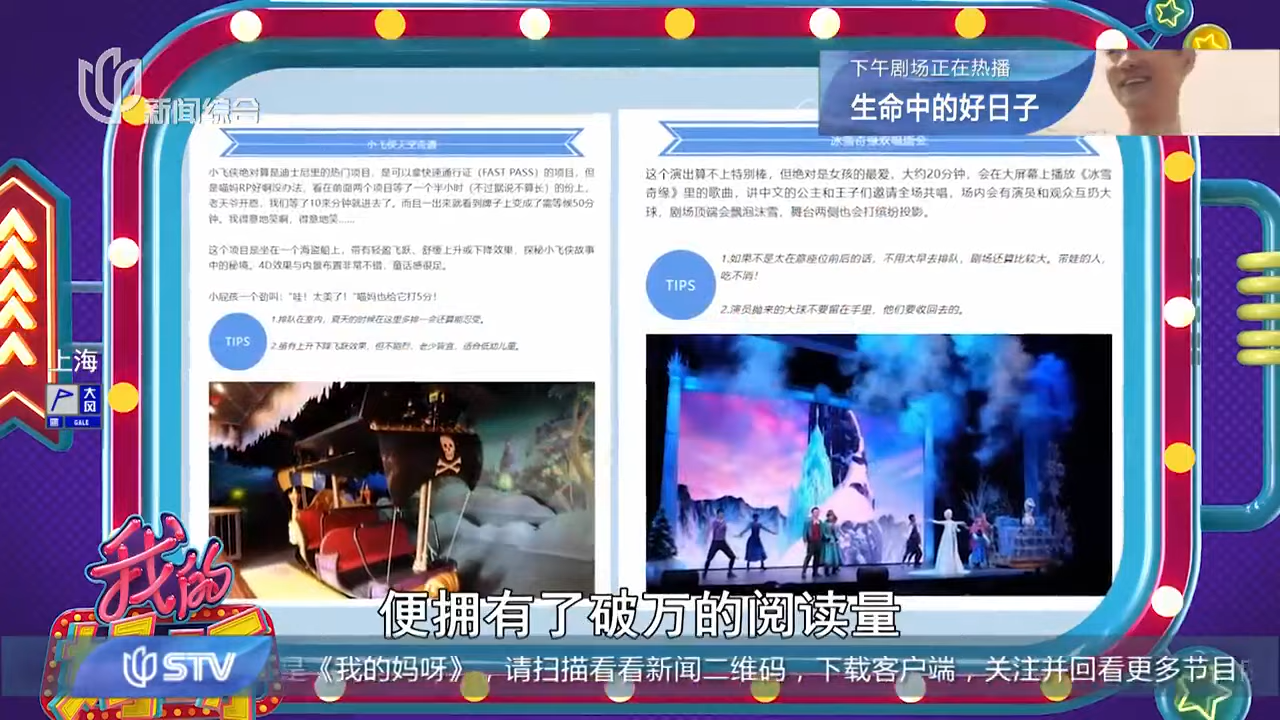 新闻综合
下午剧场正在热播
生命中的好日子
小飞侠天空奇遇
小飞侠绝对算是迪士尼里的热门项目，是可以拿快速通行证（FAST PASS）的项目，但
是喵妈RP好啊没办法，看在前面两个项目等了一个半小时（不过据说不算长）的份上，
老天爷开恩，我们等了10来分钟就进去了。而且一出来就看到牌子上变成了需等候50分
钟。我得意地笑啊，得意地笑......
这个项目是坐在一个海盗船上，带有轻盈飞跃、舒缓上升或下降效果，探秘小飞侠故事
中的秘境。4D效果与内景布置非常不错，童话感很足。
小屁孩一个劲叫："哇！太美了！"喵妈也给它打5分！
TIPS
1.排队在室内，夏天的时候在这里多排一会还算能忍受。
2.虽有上升下降飞跃效果，但不剧烈，老少皆宜，适合低幼儿童。
冰雪奇缘欢唱盛会
这个演出算不上特别棒，但绝对是女孩的最爱，大约20分钟，会在大屏幕上播放《冰雪
奇缘》里的歌曲，讲中文的公主和王子们邀请全场共唱，场内会有演员和观众互扔大
球，剧场顶端会飘泡沫雪，舞台两侧也会打缤纷投影。
TIPS
1.如果不是太在意座位前后的话，不用太早去排队，剧场还算比较大。带娃的人，
吃不消！
2.演员抛来的大球不要留在手里，他们要收回去的。
上海
大风
GALE
我的
便拥有了破万的阅读量
STV
是《我的妈呀》，请扫描看看新闻二维码，下载客户端，关注并回看更多节目